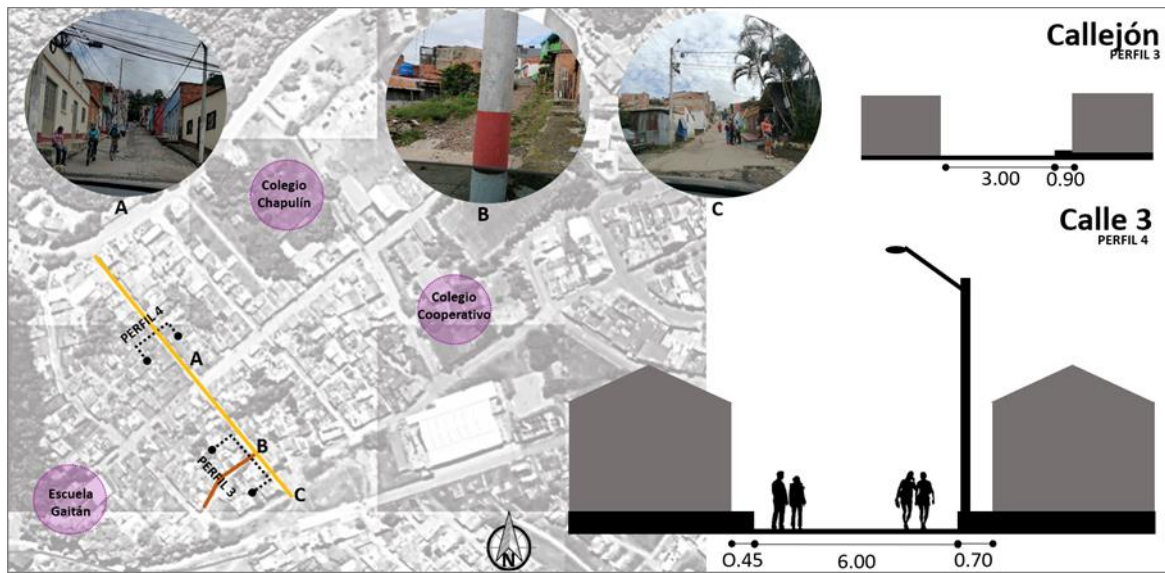 A
B
C
Colegio
Chapulín
Colegio
Cooperativo
PERFIL 4
A
B
PERFIL 3
C
Escuela
Gaitán
N
Callejón
PERFIL 3
3.00
0.90
Calle 3
PERFIL 4
0.45
6.00
0.70